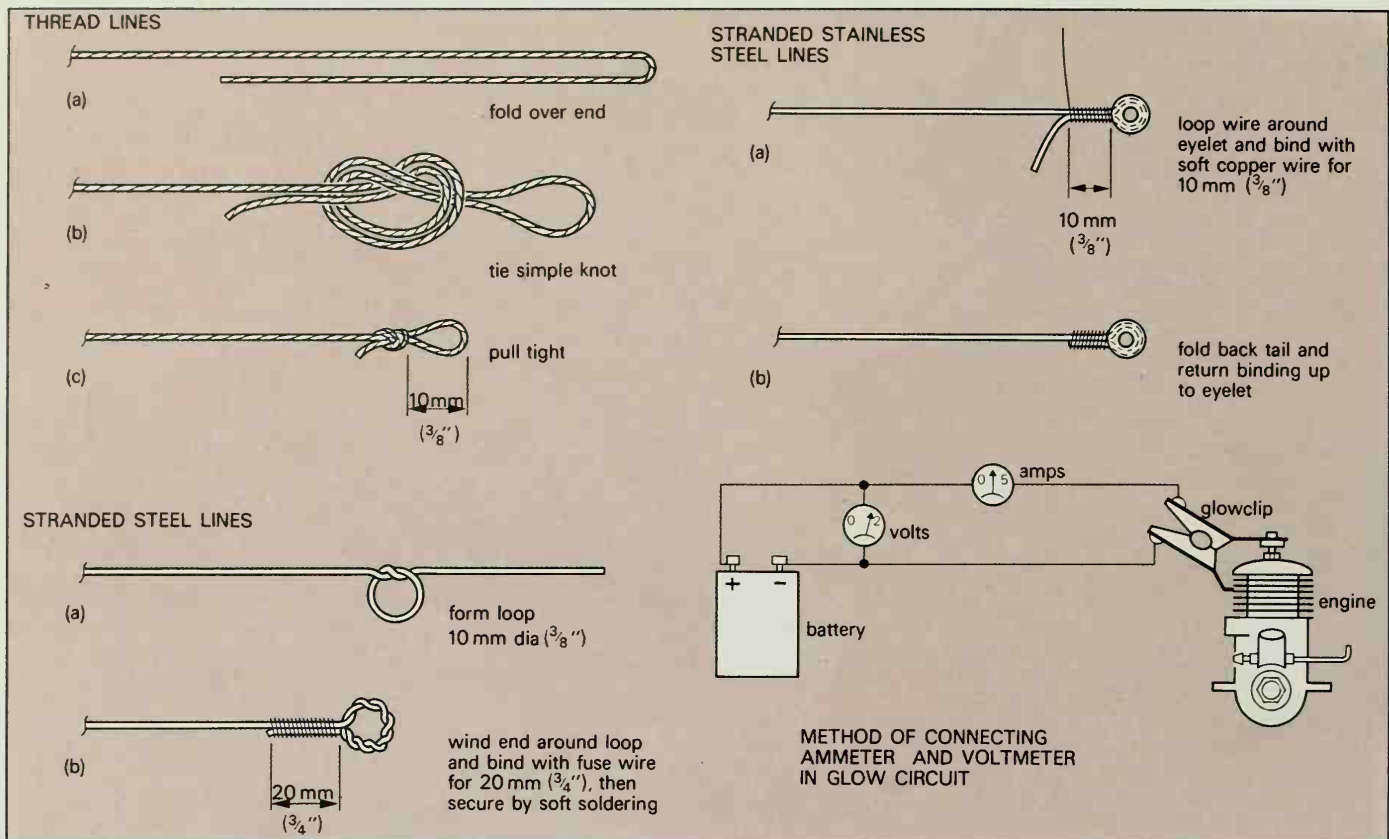 THREAD LINES
(a)
fold over end
(b)
tie simple knot
(c)
pull tight
10 mm
(3/8")
STRANDED STEEL LINES
(a)
form loop
10 mm dia (3/8")
(b)
20 mm
(3/4")
wind end around loop
and bind with fuse wire
for 20 mm (3/4"), then
secure by soft soldering
STRANDED STAINLESS
STEEL LINES
(a)
10 mm
(3/8")
loop wire around
eyelet and bind with
soft copper wire for
10 mm (3/8")
(b)
fold back tail and
return binding up
to eyelet
0 5
amps
0 2
volts
glowclip
+ -
battery
engine
METHOD OF CONNECTING
AMMETER AND VOLTMETER
IN GLOW CIRCUIT